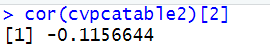 > cor(cvpcatable2)[2]
[1] -0.1156644